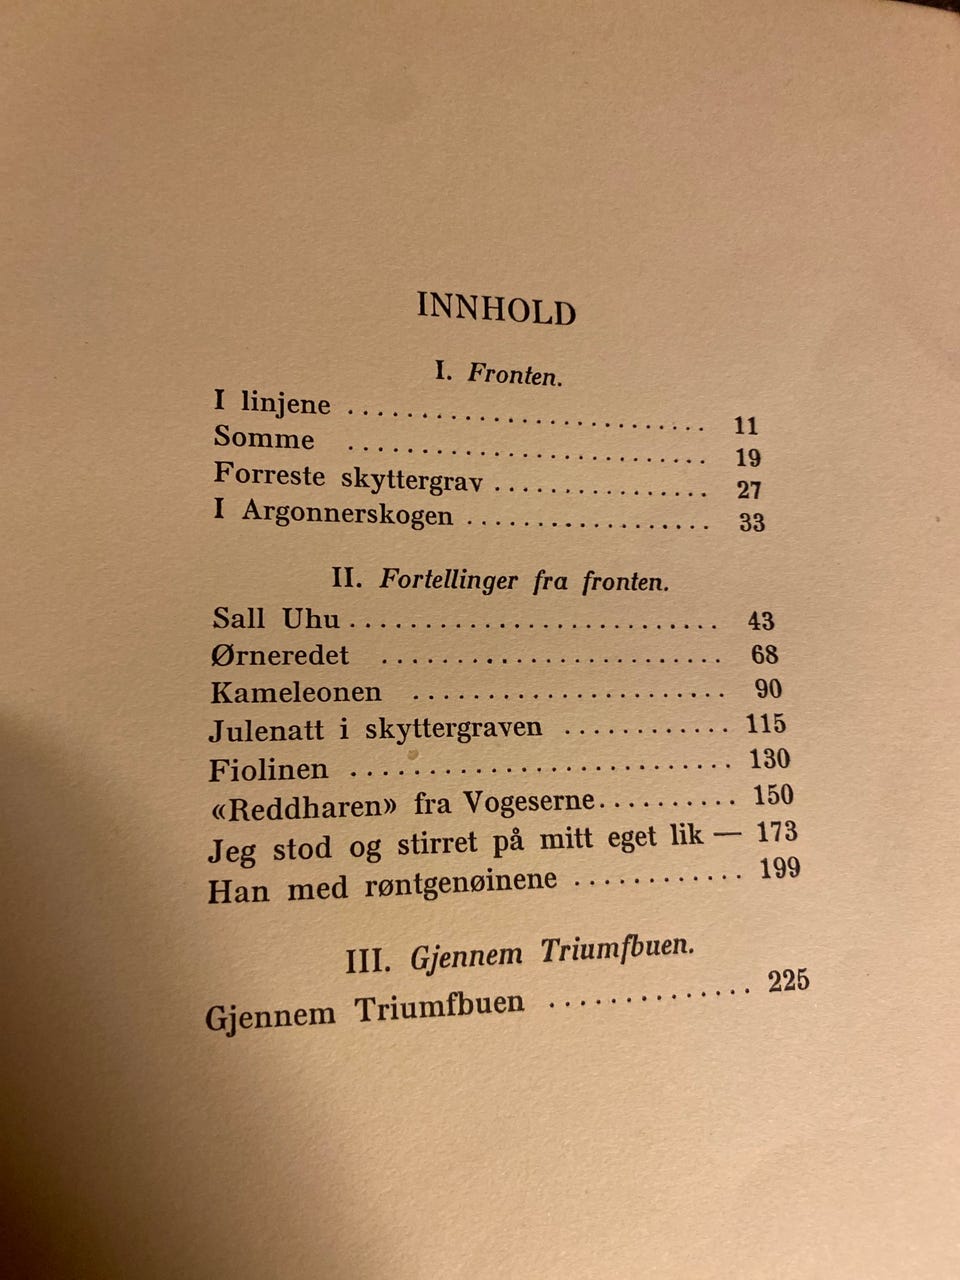 INNHOLD
I. Fronten.
I linjene .......................... 11
Somme .......................... 19
Forreste skyttergrav ............... 27
I Argonnerskogen ................. 33
II. Fortellinger fra fronten.
Sall Uhu .......................... 43
Ørneredet ........................ 68
Kameleonen ...................... 90
Julenatt i skyttergraven ............ 115
Fiolinen .......................... 130
«Reddharen» fra Vogeserne.......... 150
Jeg stod og stirret på mitt eget lik — 173
Han med røntgenøinene ............ 199
III. Gjennem Triumfbuen.
Gjennem Triumfbuen .............. 225